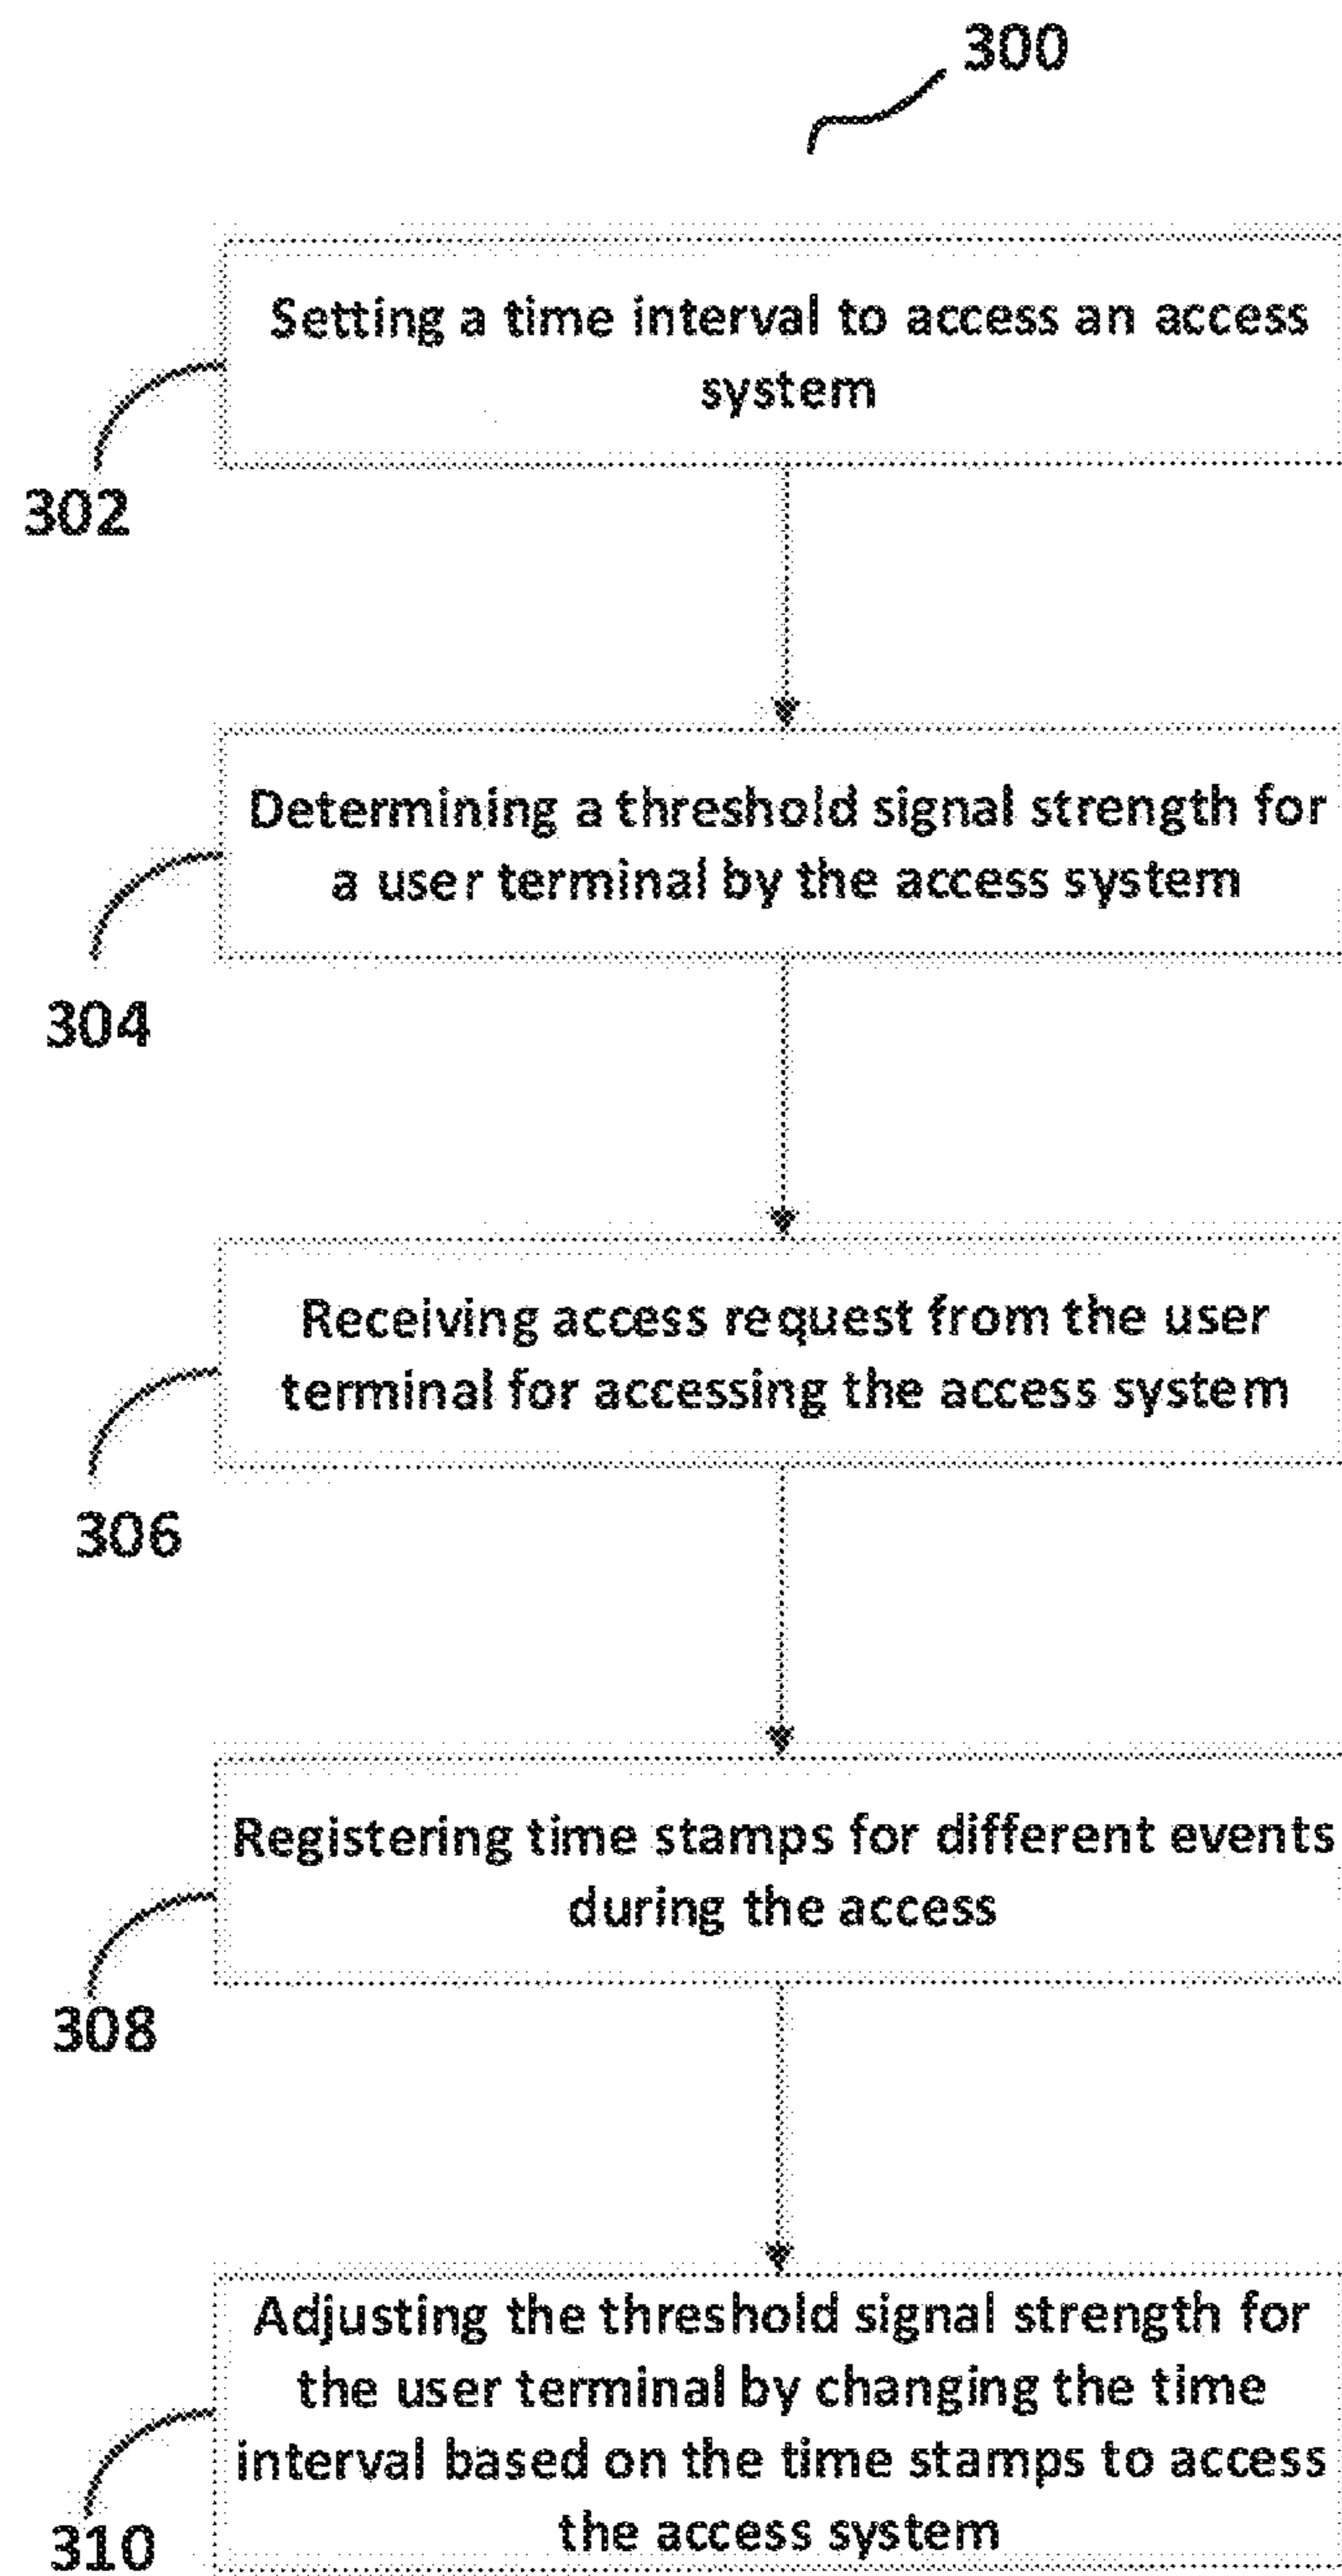 300
Setting a time interval to access an access
system
302
Determining a threshold signal strength for
a user terminal by the access system
304
Receiving access request from the user
terminal for accessing the access system
306
Registering time stamps for different events
during the access
308
Adjusting the threshold signal strength for
the user terminal by changing the time
interval based on the time stamps to access
the access system
310